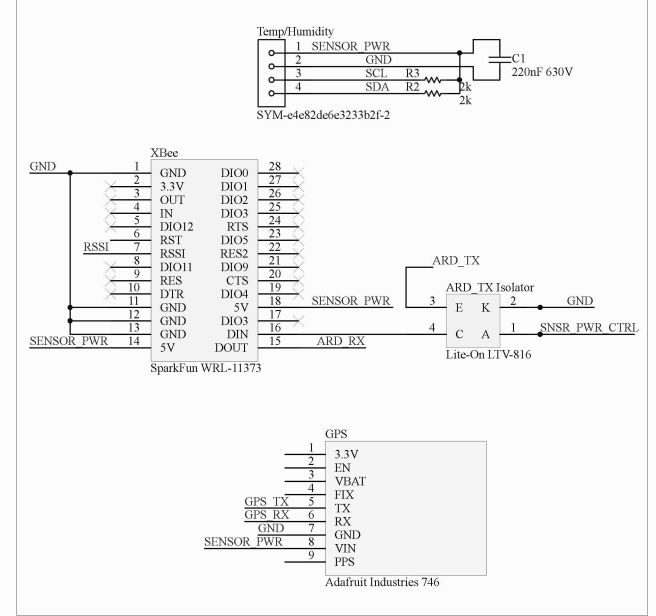 Temp/Humidity
1 SENSOR_PWR
2 GND
3 SCL R3 2k
4 SDA R2 2k
C1
220nF 630V
SYM-e4e82de6e3233b2f-2
XBee
GND 1 GND DIO0 28
2 3.3V DIO1 27
3 OUT DIO2 26
4 IN DIO3 25
5 DIO12 RTS 24
6 RST DIO5 23
RSSI 7 RSSI RES2 22
8 DIO11 DIO9 21
9 RES CTS 20
10 DTR DIO4 19
11 GND 5V 18 SENSOR_PWR
12 GND DIO3 17
13 GND DIN 16
SENSOR_PWR 14 5V DOUT 15 ARD_RX
SparkFun WRL-11373
ARD_TX
ARD_TX Isolator
3 E K 2 GND
4 C A 1 SNSR_PWR_CTRL
Lite-On LTV-816
GPS
1 3.3V
2 EN
3 VBAT
4 FIX
GPS_TX 5 TX
GPS_RX 6 RX
GND 7 GND
SENSOR_PWR 8 VIN
9 PPS
Adafruit Industries 746